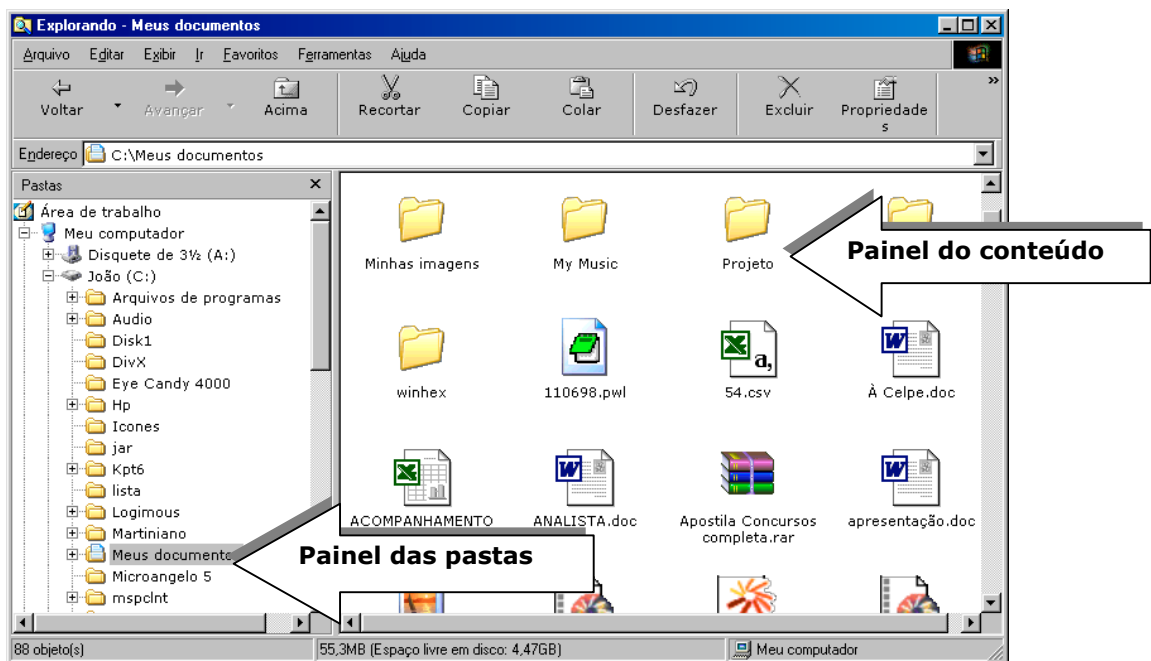 Explorando - Meus documentos
Arquivo Editar Exibir Ir Favoritos Ferramentas Ajuda
Voltar Avançar Acima Recortar Copiar Colar Desfazer Excluir Propriedade
s
»
Endereço C:\Meus documentos
Pastas
Área de trabalho
Meu computador
Disquete de 3½ (A:)
João (C:)
Arquivos de programas
Audio
Disk1
DivX
Eye Candy 4000
Hp
Icones
jar
Kpt6
lista
Logimous
Martiniano
Meus documento
Microangelo 5
mspclnt
Minhas imagens My Music Projeto
Painel do conteúdo
winhex 110698.pwl 54.csv À Celpe.doc
ACOMPANHAMENTO ANALISTA.doc Apostila Concursos apresentação.doc
completa.rar
Painel das pastas
88 objeto(s) 55,3MB (Espaço livre em disco: 4,47GB) Meu computador